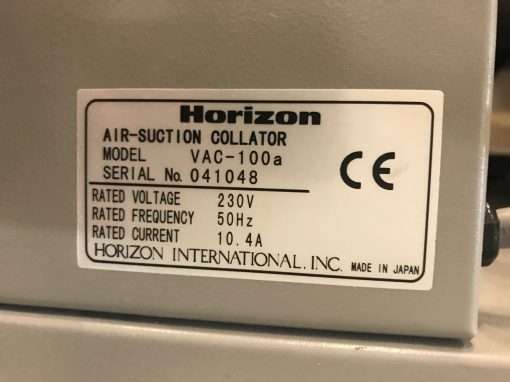 Horizon
AIR-SUCTION COLLATOR
MODEL VAC-100a
SERIAL No. 041048
CE
RATED VOLTAGE 230V
RATED FREQUENCY 50Hz
RATED CURRENT 10.4A
HORIZON INTERNATIONAL, INC. MADE IN JAPAN